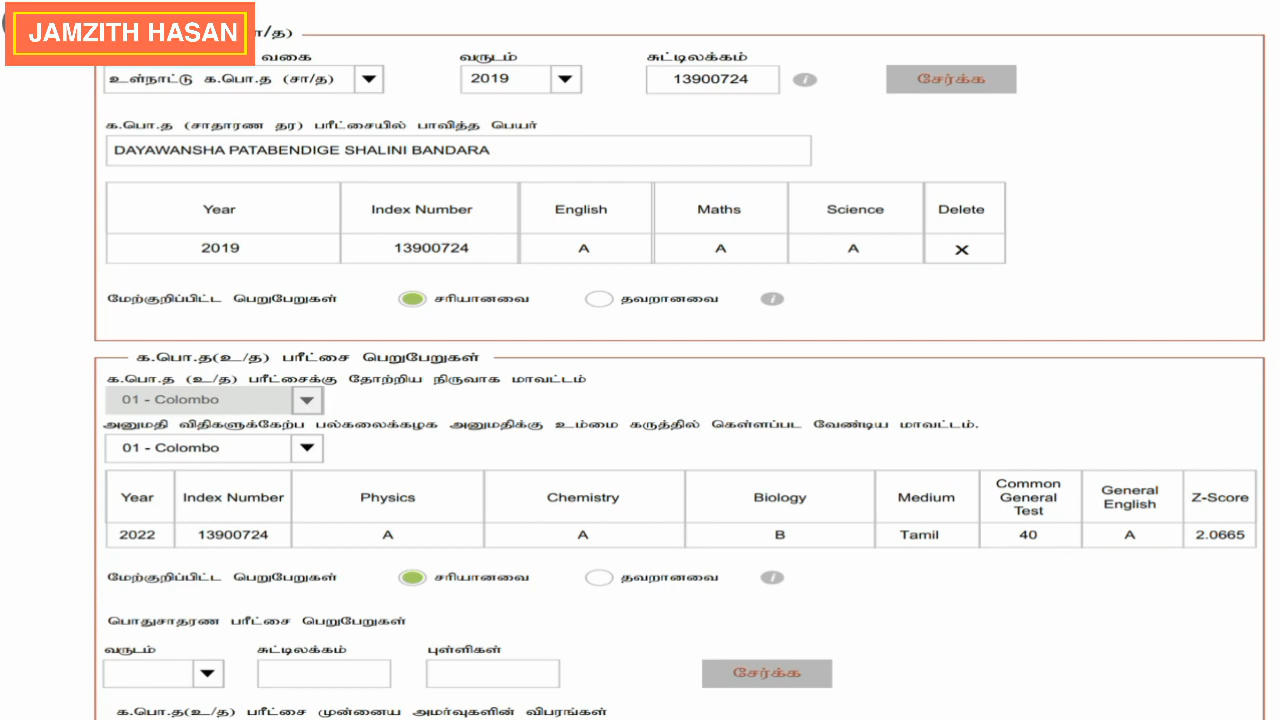 JAMZITH HASAN
/த)
வகை வருடம் சுட்டிலக்கம்
உள்நாட்டு க.பொ.த (சா/த) 2019 13900724 i சேர்க்க
க.பொ.த (சாதாரண தர) பரீட்சையில் பாவித்த பெயர்
DAYAWANSHA PATABENDIGE SHALINI BANDARA
Year Index Number English Maths Science Delete
2019 13900724 A A A X
மேற்குறிப்பிட்ட பெறுபேறுகள் சரியானவை தவறானவை i
க.பொ.த(உ/த) பரீட்சை பெறுபேறுகள்
க.பொ.த (உ/த) பரீட்சைக்கு தோற்றிய நிருவாக மாவட்டம்
01 - Colombo
அனுமதி விதிகளுக்கேற்ப பல்கலைக்கழக அனுமதிக்கு உம்மை கருத்தில் கெள்ளப்பட வேண்டிய மாவட்டம்.
01 - Colombo
Year Index Number Physics Chemistry Biology Medium Common General Test General English Z-Score
2022 13900724 A A B Tamil 40 A 2.0665
மேற்குறிப்பிட்ட பெறுபேறுகள் சரியானவை தவறானவை i
பொதுசாதரண பரீட்சை பெறுபேறுகள்
வருடம் சுட்டிலக்கம் புள்ளிகள்
சேர்க்க
க.பொ.த(உ/த) பரீட்சை முன்னைய அமர்வுகளின் விபரங்கள்